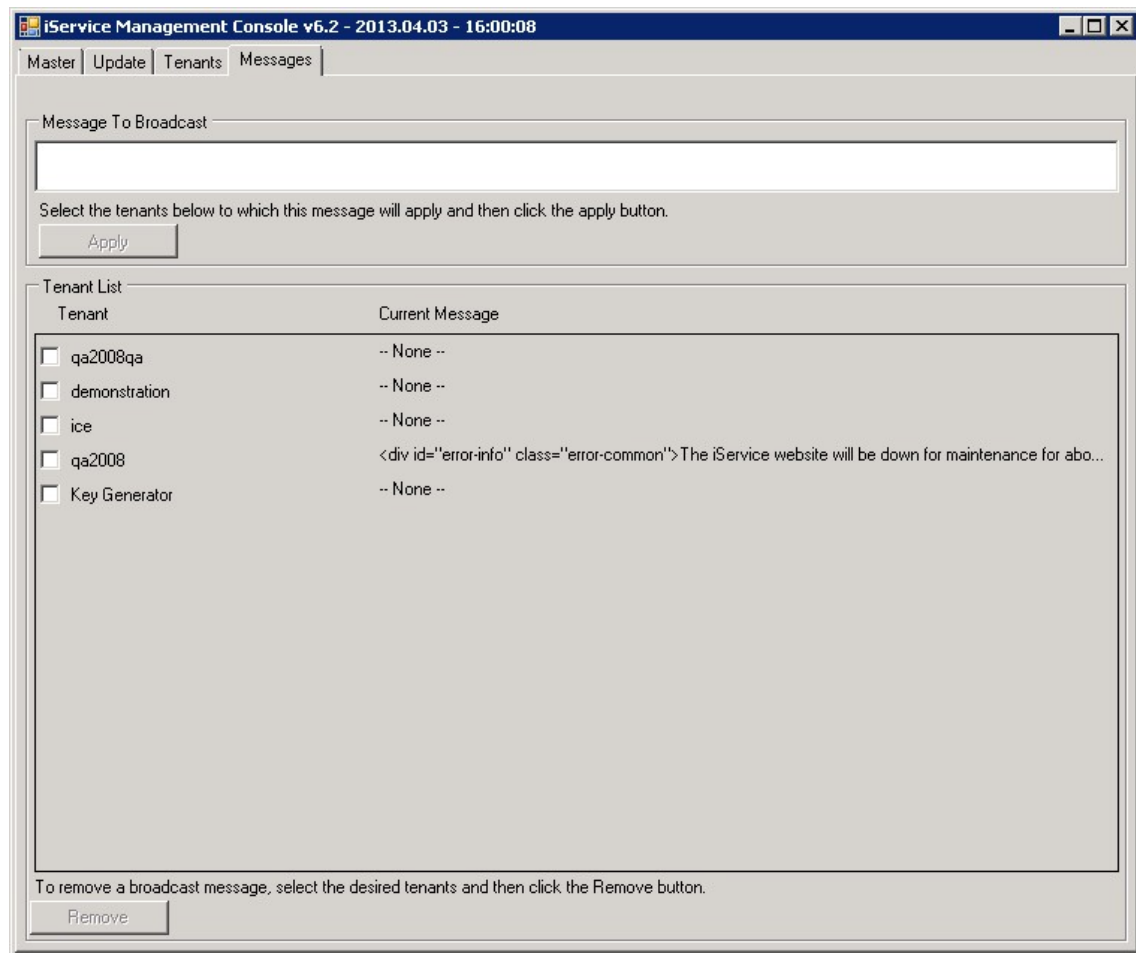 iService Management Console v6.2 - 2013.04.03 - 16:00:08
Master Update Tenants Messages
Message To Broadcast
Select the tenants below to which this message will apply and then click the apply button.
Apply
Tenant List
Tenant Current Message
qa2008qa -- None --
demonstration -- None --
ice -- None --
qa2008 <div id="error-info" class="error-common">The iService website will be down for maintenance for abo...
Key Generator -- None --
To remove a broadcast message, select the desired tenants and then click the Remove button.
Remove